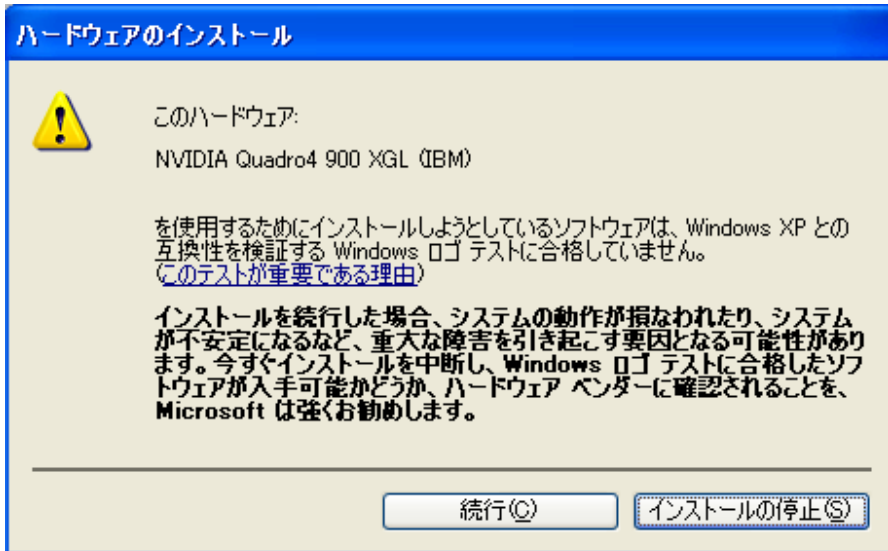 ハードウェアのインストール
このハードウェア:
NVIDIA Quadro4 900 XGL (IBM)
を使用するためにインストールしようとしているソフトウェアは、Windows XP との
互換性を検証する Windows ロゴ テストに合格していません。
(このテストが重要である理由)
インストールを続行した場合、システムの動作が損なわれたり、システム
が不安定になるなど、重大な障害を引き起こす要因となる可能性があり
ます。今すぐインストールを中断し、Windows ロゴ テストに合格したソフ
トウェアが入手可能かどうか、ハードウェア ベンダーに確認されることを、
Microsoft は強くお勧めします。
続行(C)
インストールの停止(S)